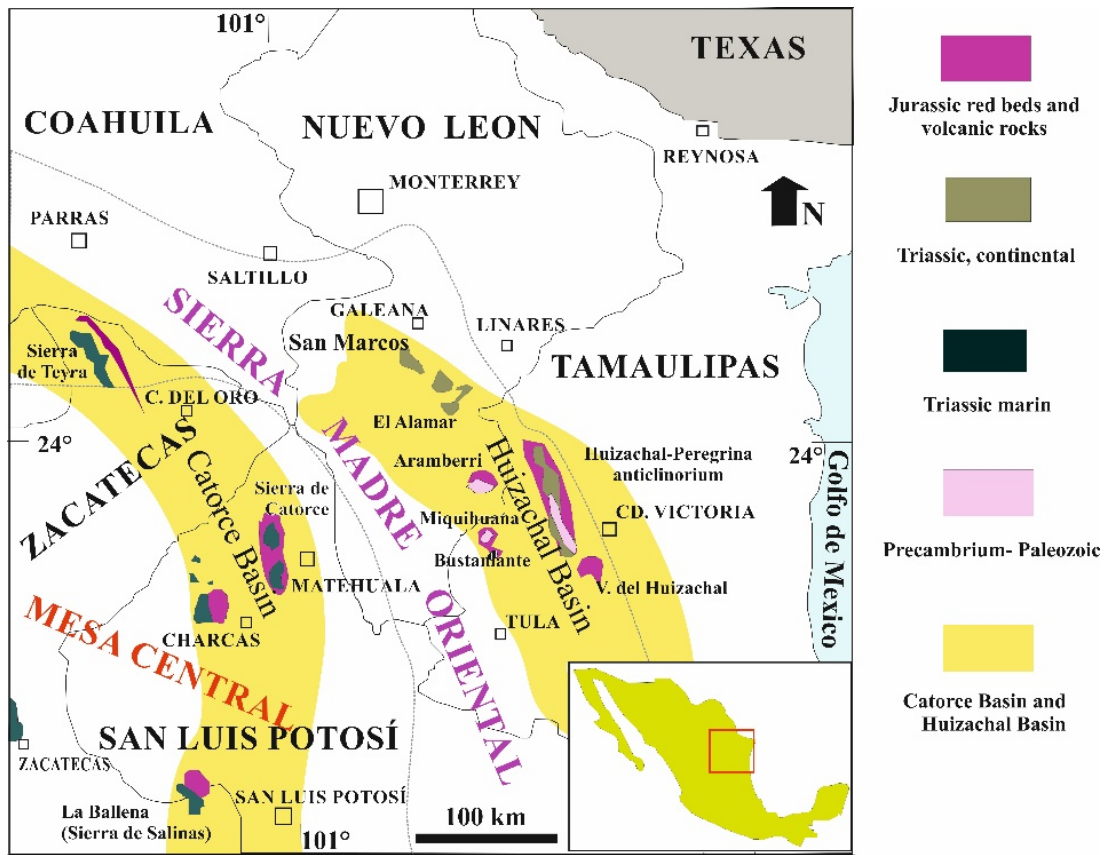 101°
TEXAS
COAHUILA
NUEVO LEON
REYNOSA
MONTERREY
N
PARRAS
SALTILLO
SIERRA
GALEANA
LINARES
San Marcos
TAMAULIPAS
Sierra
de Teyra
C. DEL ORO
El Alamar
24°
ZACATECAS
Catorce Basin
MADRE
Aramberri
Huizachal Basin
Huizachal-Peregrina
anticlinorium
24°
Golfo de Mexico
Sierra de
Catorce
Miquihuana
CD. VICTORIA
Bustamante
MATEHUALA
V. del Huizachal
ORIENTAL
MESA CENTRAL
CHARCAS
TULA
SAN LUIS POTOSÍ
ZACATECAS
La Ballena
(Sierra de Salinas)
SAN LUIS POTOSÍ
101°
100 km
Jurassic red beds and
volcanic rocks
Triassic, continental
Triassic marin
Precambrium- Paleozoic
Catorce Basin and
Huizachal Basin